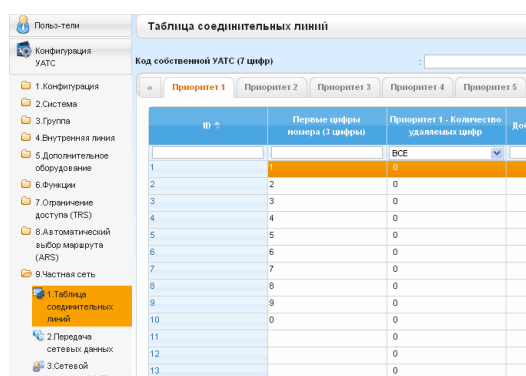 Польз-тели
Конфигурация
УАТС
1.Конфигурация
2.Система
3.Группа
4.Внутренняя линия
5.Дополнительное
оборудование
6.Функции
7.Ограничение
доступа (TRS)
8.Автоматический
выбор маршрута
(ARS)
9.Частная сеть
1.Таблица
соединительных
линий
2.Передача
сетевых данных
3.Сетевой
Таблица соединительных линий
Код собственной УАТС (7 цифр) :
« Приоритет 1 Приоритет 2 Приоритет 3 Приоритет 4 Приоритет 5
ID Первые цифры номера (3 цифры) Приоритет 1 - Количество удаляемых цифр
ВСЕ
1 1 0
2 2 0
3 3 0
4 4 0
5 5 0
6 6 0
7 7 0
8 8 0
9 9 0
10 0 0
11 0
12 0
13 0